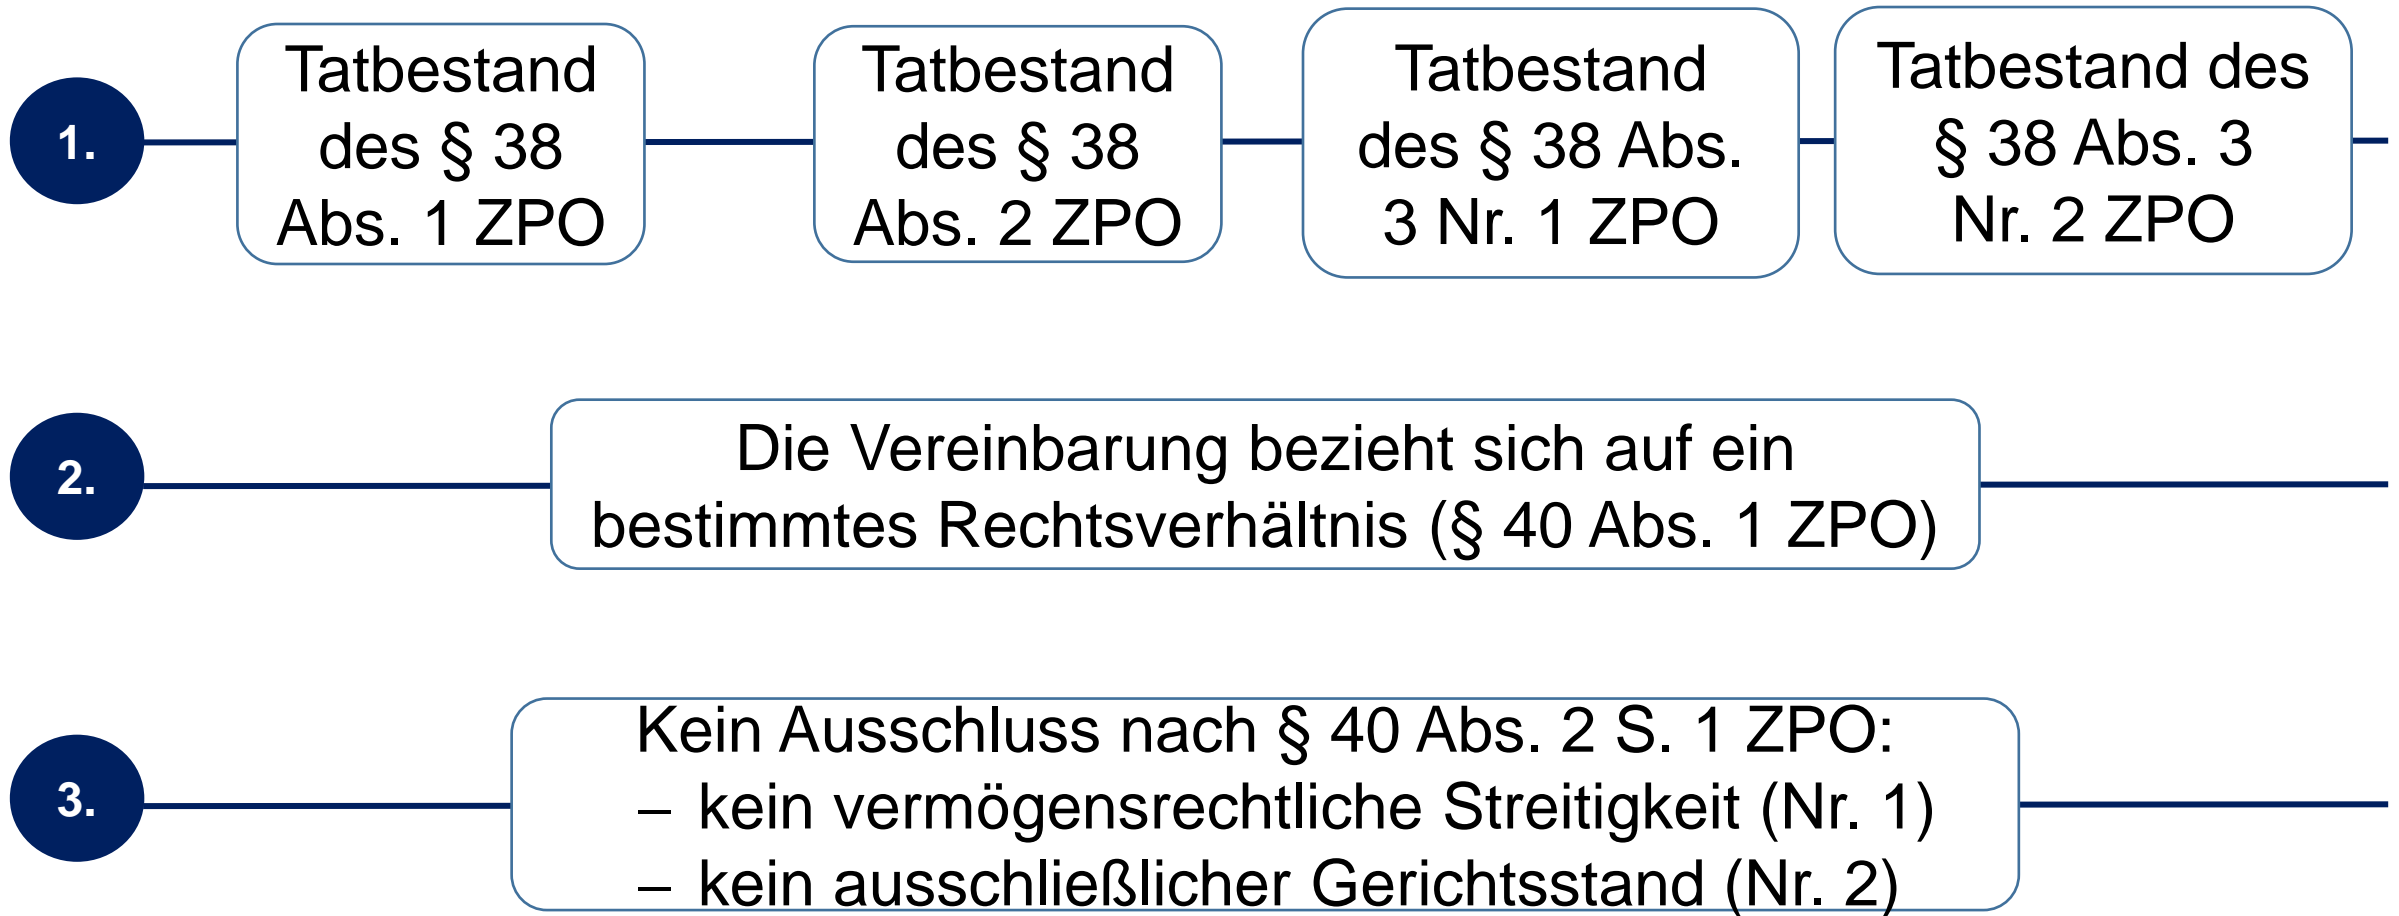 1.
Tatbestand
des § 38
Abs. 1 ZPO
Tatbestand
des § 38
Abs. 2 ZPO
Tatbestand
des § 38 Abs.
3 Nr. 1 ZPO
Tatbestand des
§ 38 Abs. 3
Nr. 2 ZPO
2.
Die Vereinbarung bezieht sich auf ein
bestimmtes Rechtsverhältnis (§ 40 Abs. 1 ZPO)
3.
Kein Ausschluss nach § 40 Abs. 2 S. 1 ZPO:
– kein vermögensrechtliche Streitigkeit (Nr. 1)
– kein ausschließlicher Gerichtsstand (Nr. 2)